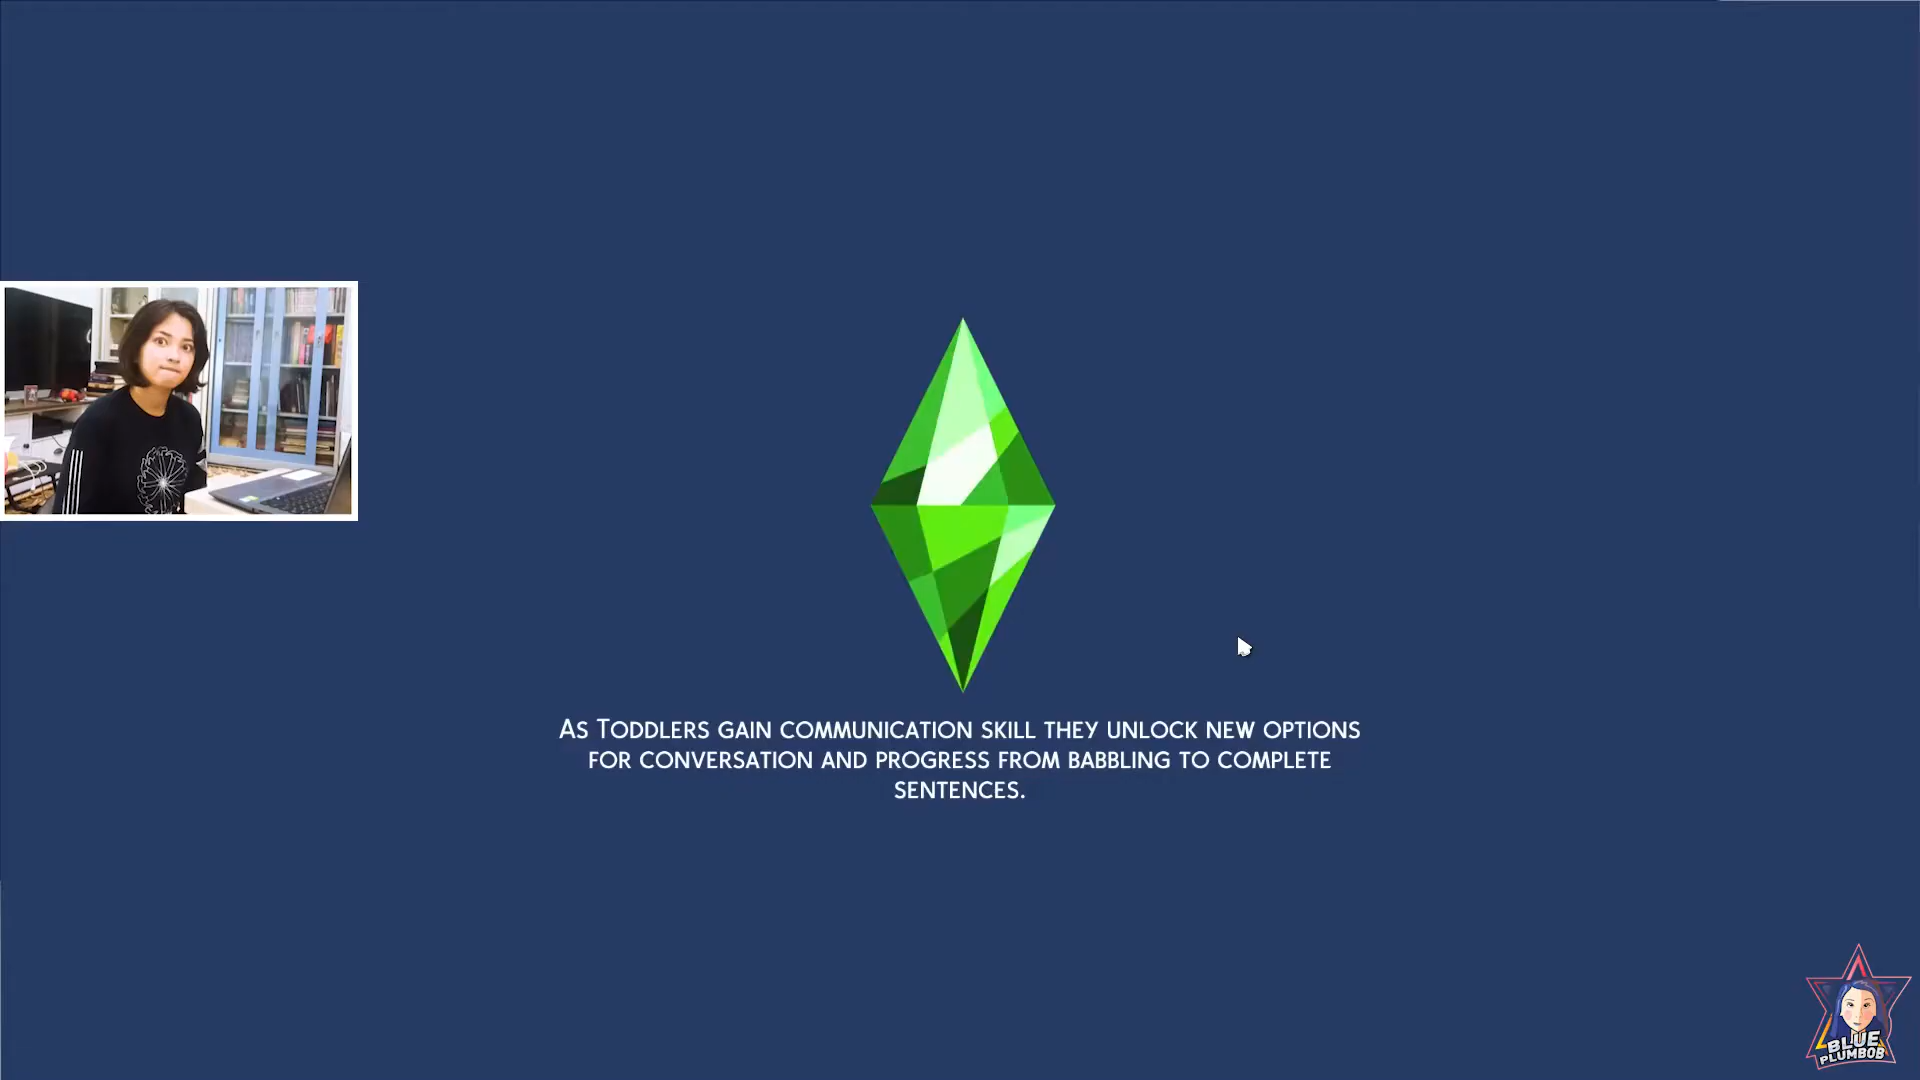 As Toddlers gain communication skill they unlock new options
for conversation and progress from babbling to complete
sentences.
BLUE
PLUMBOB